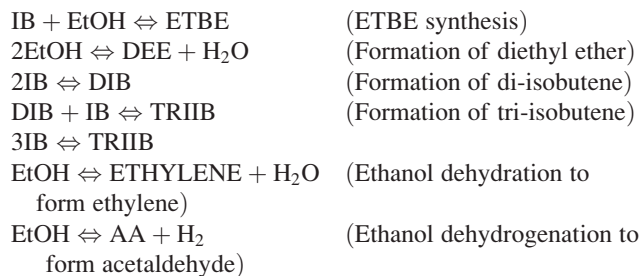 IB + EtOH ⇔ ETBE (ETBE synthesis)
2EtOH ⇔ DEE + H₂O (Formation of diethyl ether)
2IB ⇔ DIB (Formation of di-isobutene)
DIB + IB ⇔ TRIIB (Formation of tri-isobutene)
3IB ⇔ TRIIB
EtOH ⇔ ETHYLENE + H₂O (Ethanol dehydration to
form ethylene)
EtOH ⇔ AA + H₂ (Ethanol dehydrogenation to
form acetaldehyde)